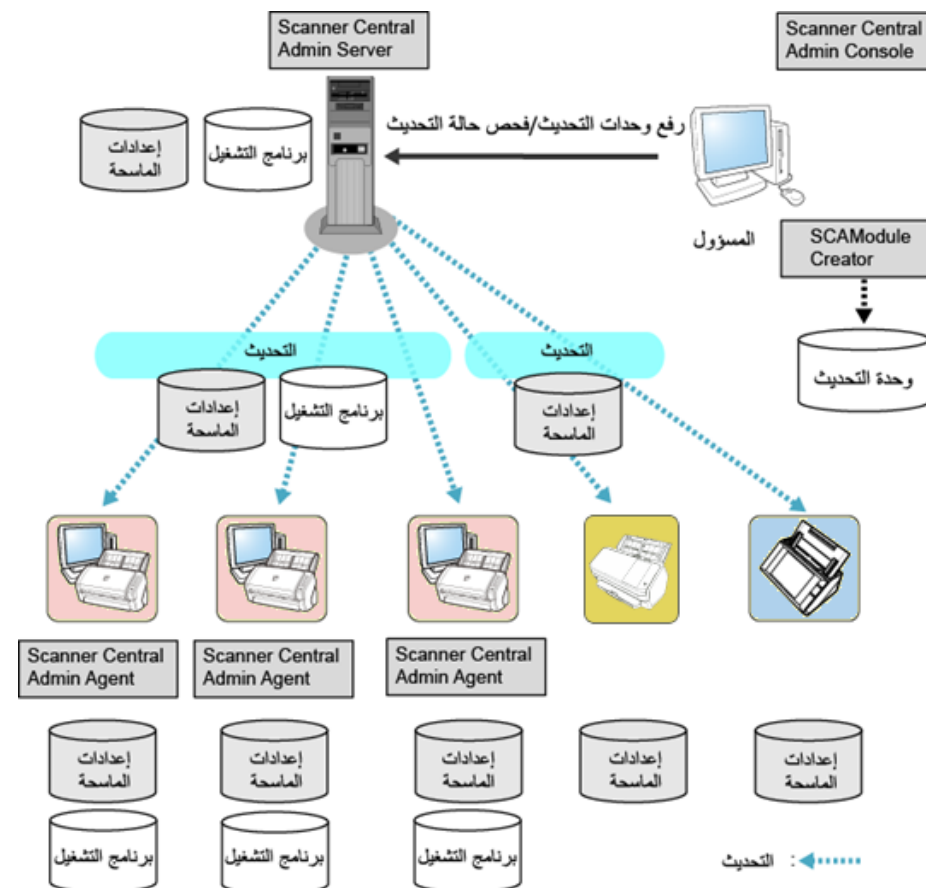 Scanner Central
Admin Server
Scanner Central
Admin Console
رفع وحدات التحديث/فحص حالة التحديث
إعدادات
الماسحة
برنامج التشغيل
المسؤول
SCAModule
Creator
وحدة التحديث
التحديث
التحديث
إعدادات
الماسحة
برنامج التشغيل
إعدادات
الماسحة
Scanner Central
Admin Agent
Scanner Central
Admin Agent
Scanner Central
Admin Agent
إعدادات
الماسحة
إعدادات
الماسحة
إعدادات
الماسحة
إعدادات
الماسحة
إعدادات
الماسحة
برنامج التشغيل
برنامج التشغيل
برنامج التشغيل
: التحديث